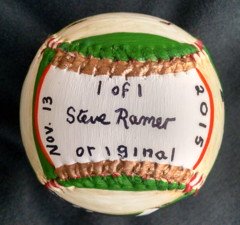 1 of 1
Steve Ramer
original
Nov. 13
2015